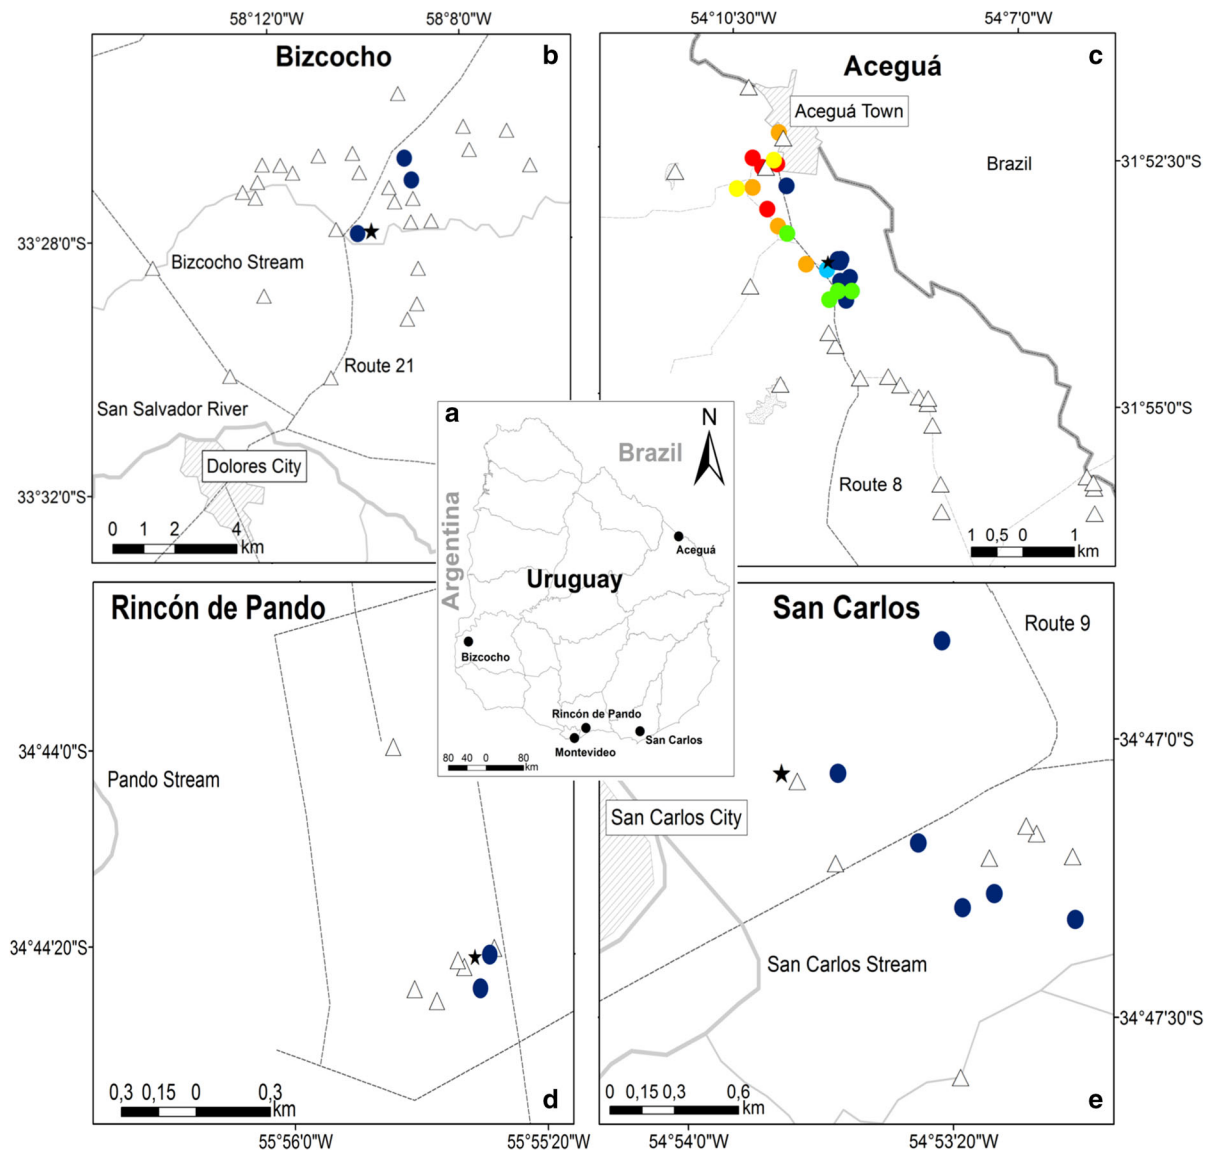 58°12'0"W
58°8'0"W
54°10'30"W
54°7'0"W
Bizcocho
b
33°28'0"S
Bizcocho Stream
Route 21
San Salvador River
Dolores City
33°32'0"S
0 1 2 4
km
Aceguá
c
Aceguá Town
Brazil
31°52'30"S
31°55'0"S
Route 8
1 0,5 0 1
km
a
N
Brazil
Argentina
Aceguá
Uruguay
Bizcocho
Rincón de Pando
San Carlos
Montevideo
80 40 0 80
km
Rincón de Pando
34°44'0"S
Pando Stream
34°44'20"S
0,3 0,15 0 0,3
km
d
55°56'0"W
55°55'20"W
San Carlos
Route 9
34°47'0"S
San Carlos City
San Carlos Stream
34°47'30"S
0 0,15 0,3 0,6
km
e
54°54'0"W
54°53'20"W